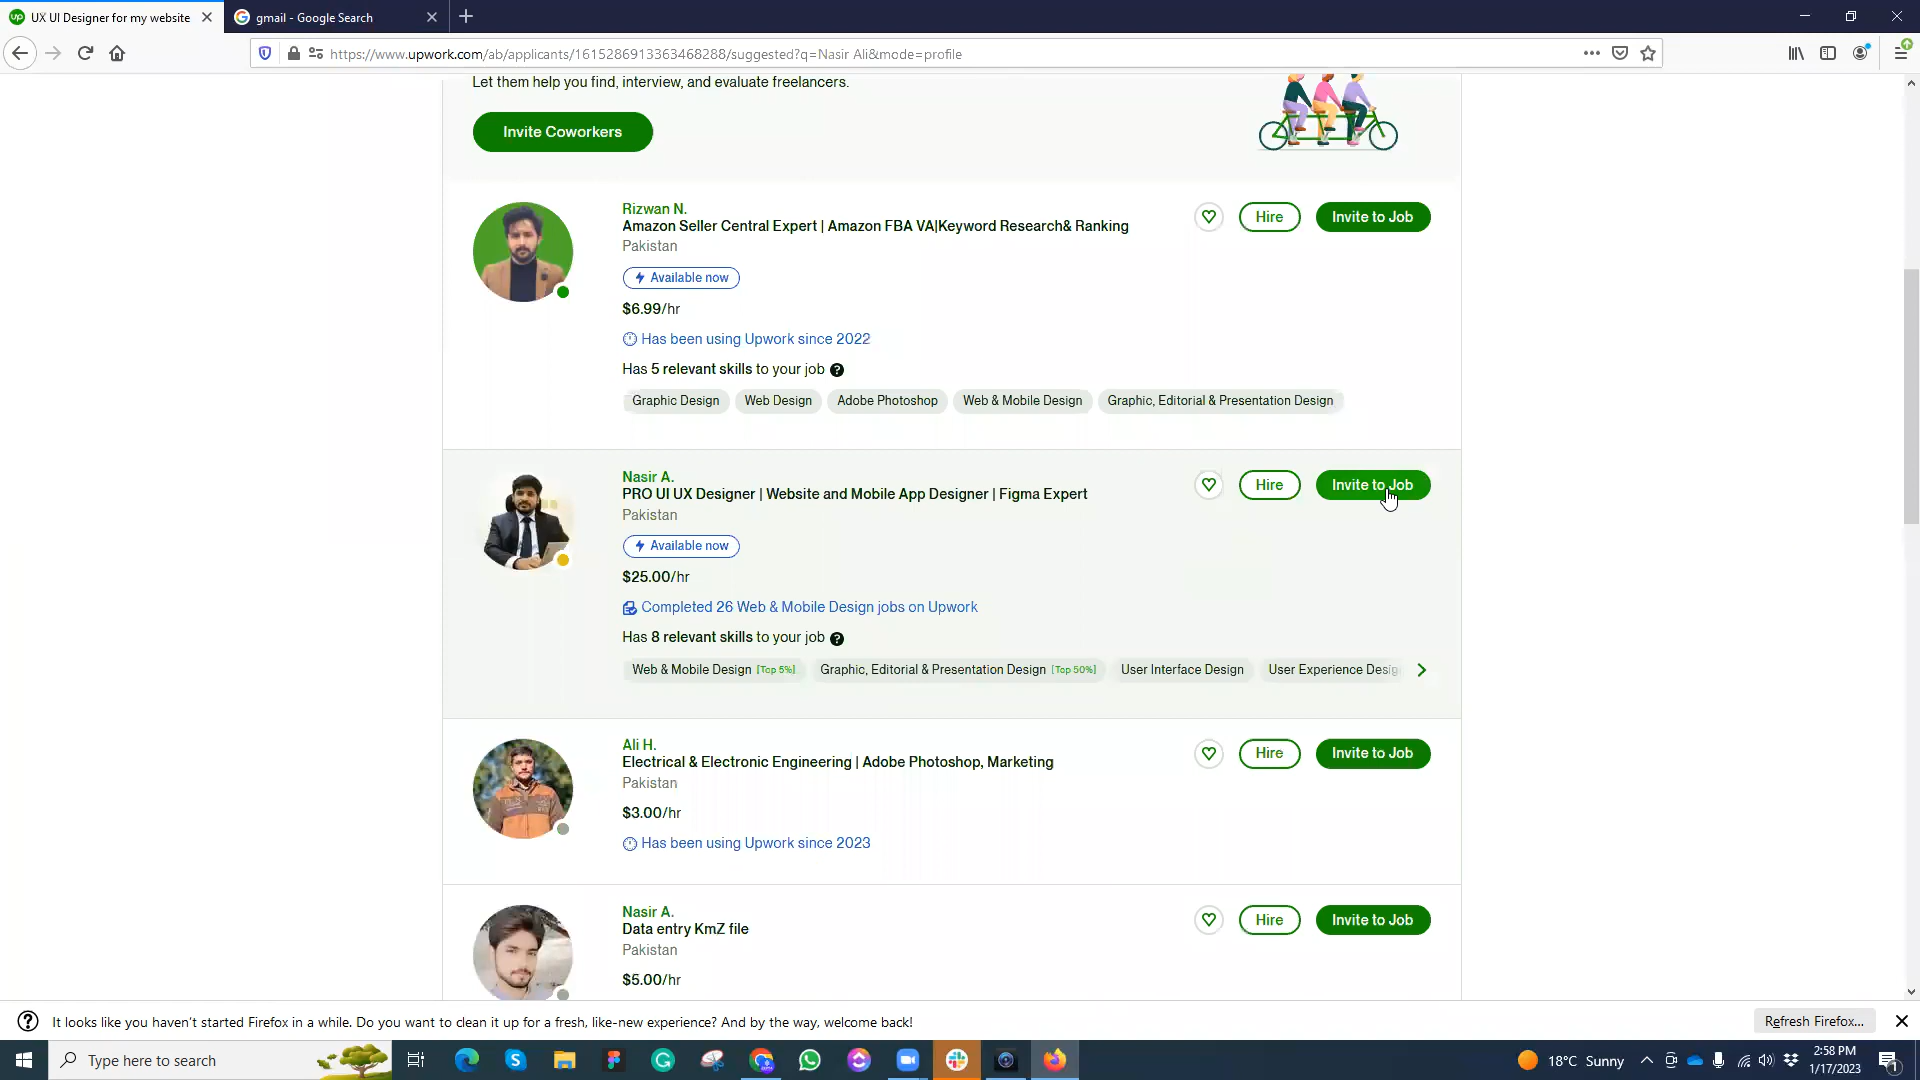 UX UI Designer for my website
gmail - Google Search
https://www.upwork.com/ab/applicants/1615286913363468288/suggested?q=Nasir Ali&mode=profile
Let them help you find, interview, and evaluate freelancers.
Invite Coworkers
Rizwan N.
Amazon Seller Central Expert | Amazon FBA VA|Keyword Research& Ranking
Pakistan
Hire
Invite to Job
Available now
$6.99/hr
Has been using Upwork since 2022
Has 5 relevant skills to your job ?
Graphic Design
Web Design
Adobe Photoshop
Web & Mobile Design
Graphic, Editorial & Presentation Design
Nasir A.
PRO UI UX Designer | Website and Mobile App Designer | Figma Expert
Pakistan
Hire
Invite to Job
Available now
$25.00/hr
Completed 26 Web & Mobile Design jobs on Upwork
Has 8 relevant skills to your job ?
Web & Mobile Design [Top 5%]
Graphic, Editorial & Presentation Design [Top 50%]
User Interface Design
User Experience Desig
Ali H.
Electrical & Electronic Engineering | Adobe Photoshop, Marketing
Pakistan
Hire
Invite to Job
$3.00/hr
Has been using Upwork since 2023
Nasir A.
Data entry KmZ file
Pakistan
Hire
Invite to Job
$5.00/hr
It looks like you haven't started Firefox in a while. Do you want to clean it up for a fresh, like-new experience? And by the way, welcome back!
Refresh Firefox...
Type here to search
18°C Sunny
2:58 PM
1/17/2023
1